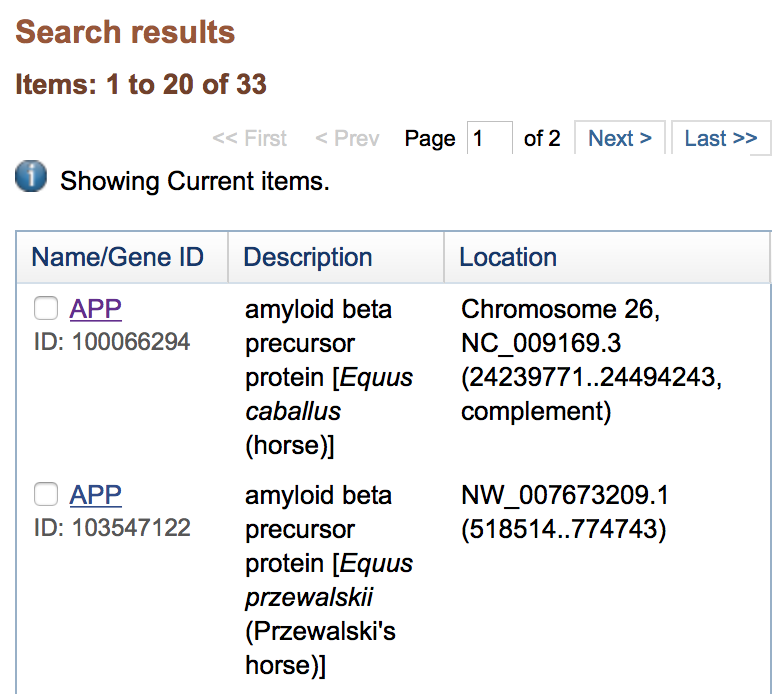 Search results
Items: 1 to 20 of 33
<< First < Prev Page 1 of 2 Next > Last >>
Showing Current items.
Name/Gene ID Description Location
APP
ID: 100066294
amyloid beta
precursor
protein [Equus
caballus
(horse)]
Chromosome 26,
NC_009169.3
(24239771..24494243,
complement)
APP
ID: 103547122
amyloid beta
precursor
protein [Equus
przewalskii
(Przewalski's
horse)]
NW_007673209.1
(518514..774743)